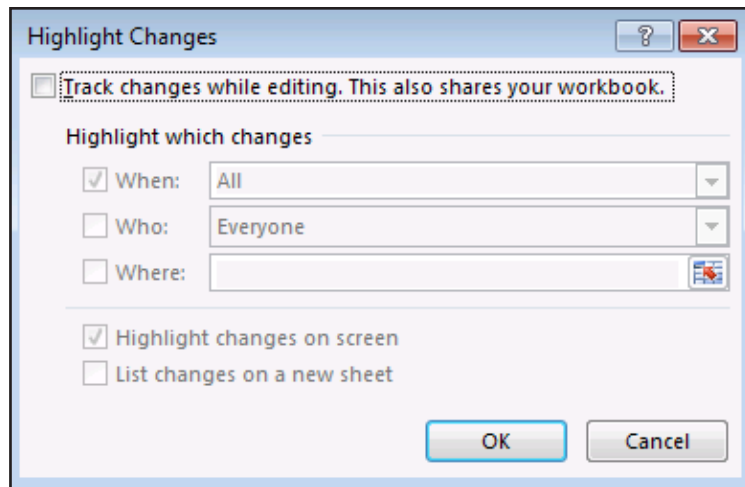 Highlight Changes
Track changes while editing. This also shares your workbook.
Highlight which changes
When: All
Who: Everyone
Where:
Highlight changes on screen
List changes on a new sheet
OK Cancel